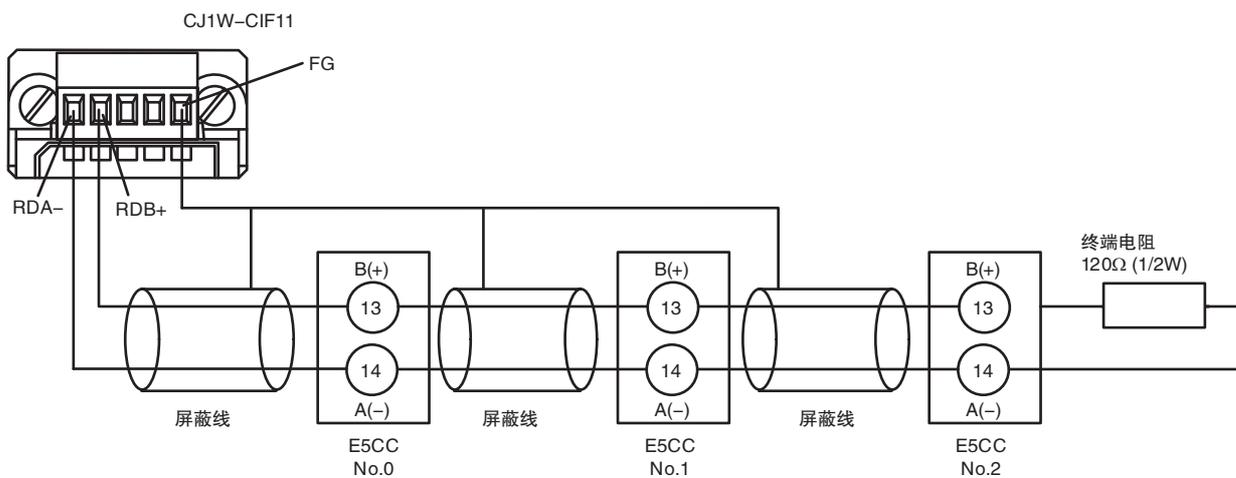 CJ1W-CIF11
FG
RDA-
RDB+
终端电阻
120Ω (1/2W)
B(+)
B(+)
B(+)
13
13
13
14
14
14
A(-)
A(-)
A(-)
屏蔽线
屏蔽线
屏蔽线
E5CC
No.0
E5CC
No.1
E5CC
No.2